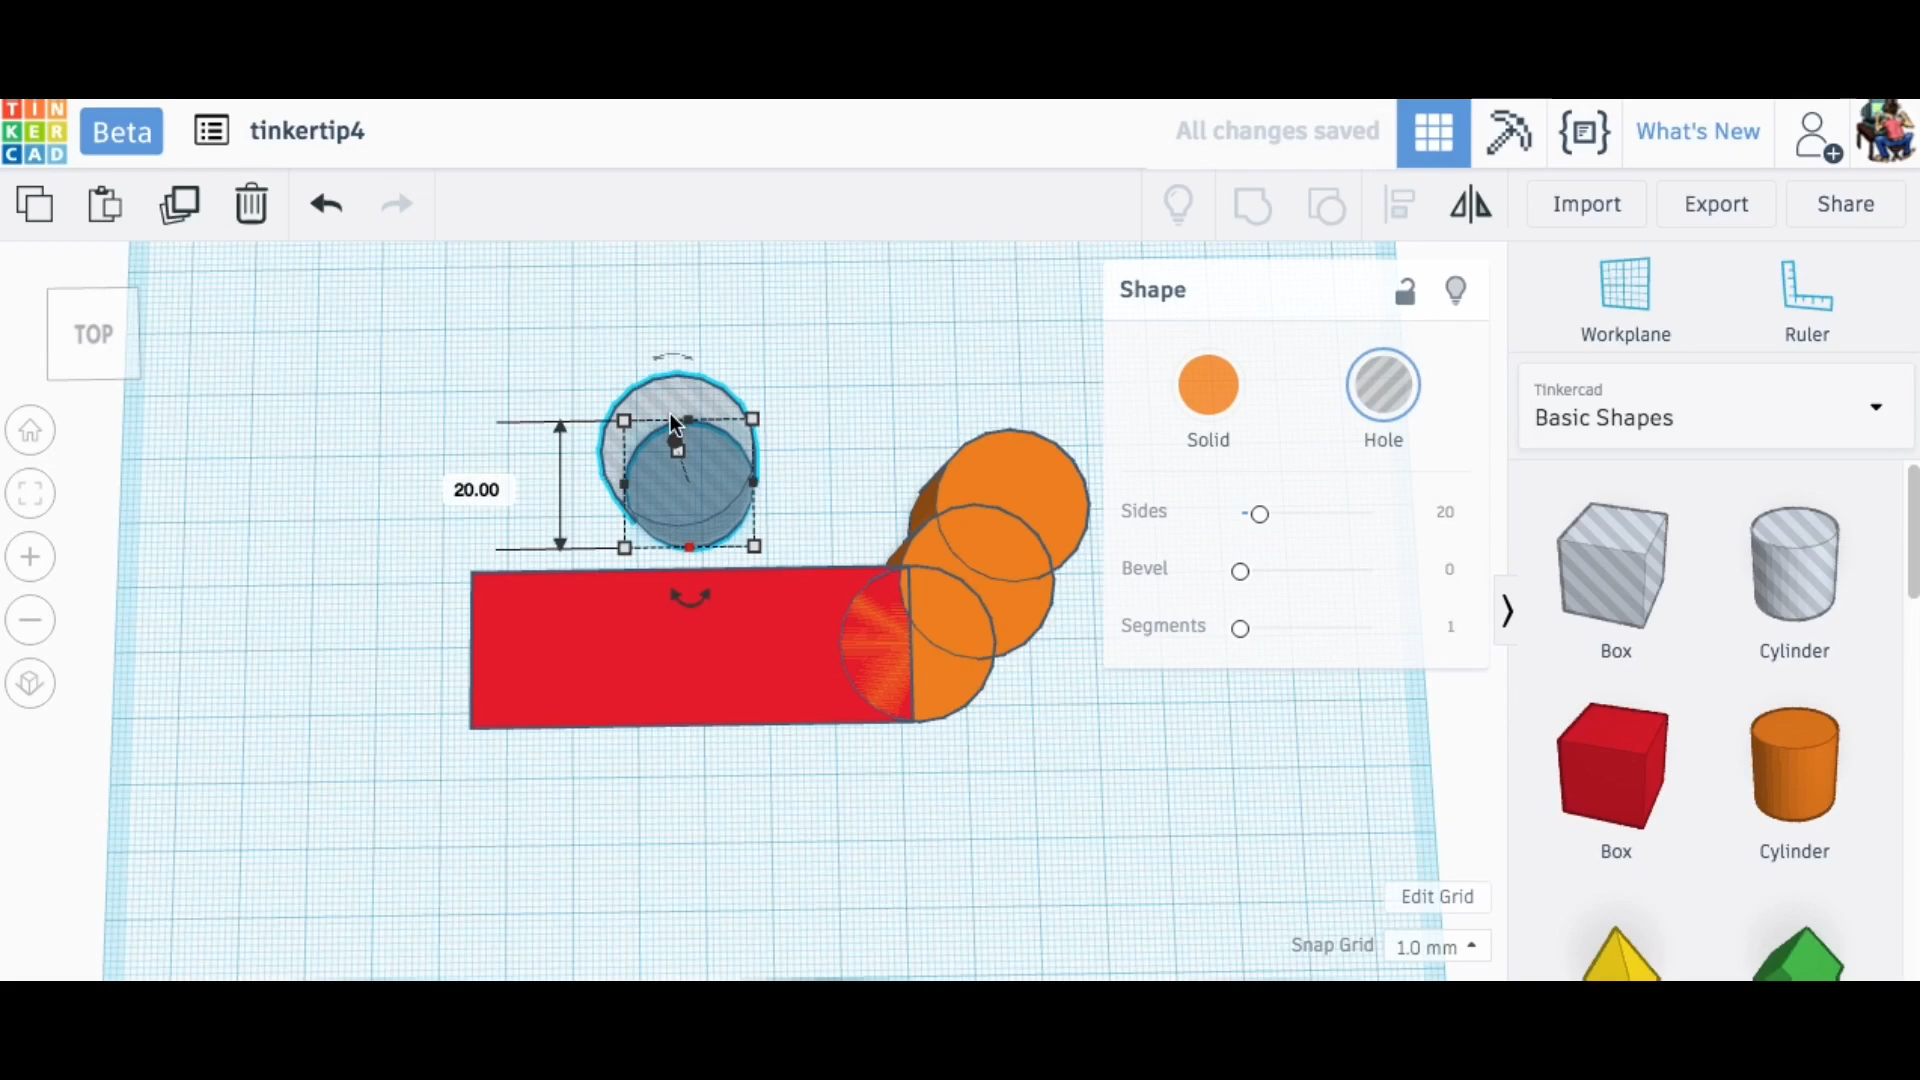 TIN
KER
CAD
Beta
tinkertip4
All changes saved
What's New
Import
Export
Share
TOP
Shape
Solid
Hole
Sides
20
Bevel
0
Segments
1
20.00
Workplane
Ruler
Tinkercad
Basic Shapes
Box
Cylinder
Box
Cylinder
Edit Grid
Snap Grid
1.0 mm